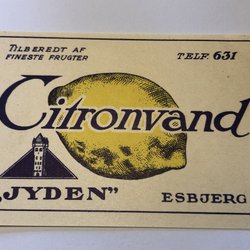 TILBEREDT AF
FINESTE FRUGTER
TELF. 631
Citronvand
„JYDEN”
ESBJERG